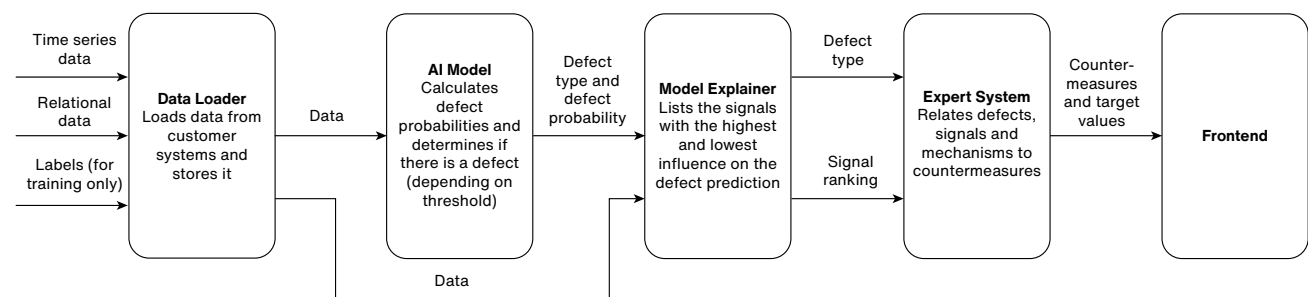 Time series
data
Relational
data
Labels (for
training only)
Data Loader
Loads data from
customer
systems and
stores it
Data
AI Model
Calculates
defect
probabilities and
determines if
there is a defect
(depending on
threshold)
Defect
type and
defect
probability
Data
Model Explainer
Lists the signals
with the highest
and lowest
influence on the
defect prediction
Defect
type
Signal
ranking
Expert System
Relates defects,
signals and
mechanisms to
countermeasures
Counter-
measures
and target
values
Frontend